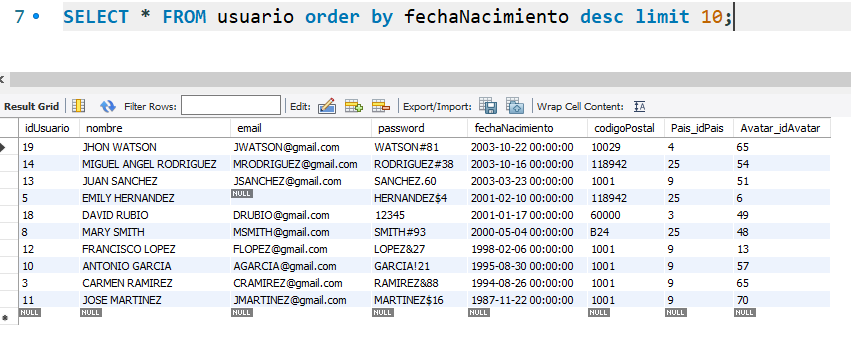 7 SELECT * FROM usuario order by fechaNacimiento desc limit 10;
Result Grid Filter Rows: Edit: Export/Import: Wrap Cell Content: IA
idUsuario nombre email password fechaNacimiento codigoPostal Pais_idPais Avatar_idAvatar
19 JHON WATSON JWATSON@gmail.com WATSON#81 2003-10-22 00:00:00 10029 4 65
14 MIGUEL ANGEL RODRIGUEZ MRODRIGUEZ@gmail.com RODRIGUEZ#38 2003-10-16 00:00:00 118942 25 54
13 JUAN SANCHEZ JSANCHEZ@gmail.com SANCHEZ.60 2003-03-23 00:00:00 1001 9 51
5 EMILY HERNANDEZ NULL HERNANDEZ$4 2001-02-10 00:00:00 118942 25 6
18 DAVID RUBIO DRUBIO@gmail.com 12345 2001-01-17 00:00:00 60000 3 49
8 MARY SMITH MSMITH@gmail.com SMITH#93 2000-05-04 00:00:00 B24 25 48
12 FRANCISCO LOPEZ FLOPEZ@gmail.com LOPEZ&27 1998-02-06 00:00:00 1001 9 13
10 ANTONIO GARCIA AGARCIA@gmail.com GARCIA!21 1995-08-30 00:00:00 1001 9 57
3 CARMEN RAMIREZ CRAMIREZ@gmail.com RAMIREZ&88 1994-08-26 00:00:00 1001 9 65
11 JOSE MARTINEZ JMARTINEZ@gmail.com MARTINEZ$16 1987-11-22 00:00:00 1001 9 70
* NULL NULL NULL NULL NULL NULL NULL NULL